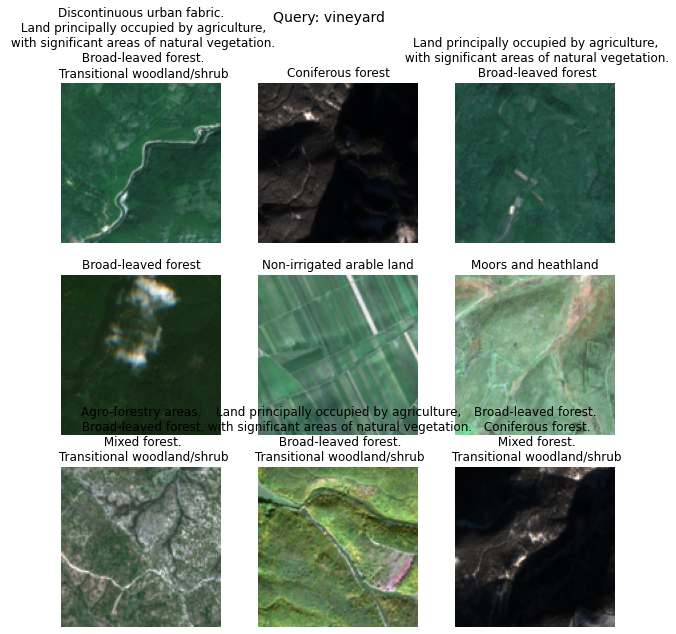 Query: vineyard
Discontinuous urban fabric.
Land principally occupied by agriculture,
with significant areas of natural vegetation.
Broad-leaved forest.
Transitional woodland/shrub
Coniferous forest
Land principally occupied by agriculture,
with significant areas of natural vegetation.
Broad-leaved forest
Broad-leaved forest
Non-irrigated arable land
Moors and heathland
Agro-forestry areas.
Broad-leaved forest.
Mixed forest.
Transitional woodland/shrub
Land principally occupied by agriculture,
with significant areas of natural vegetation.
Broad-leaved forest.
Transitional woodland/shrub
Broad-leaved forest.
Coniferous forest.
Mixed forest.
Transitional woodland/shrub